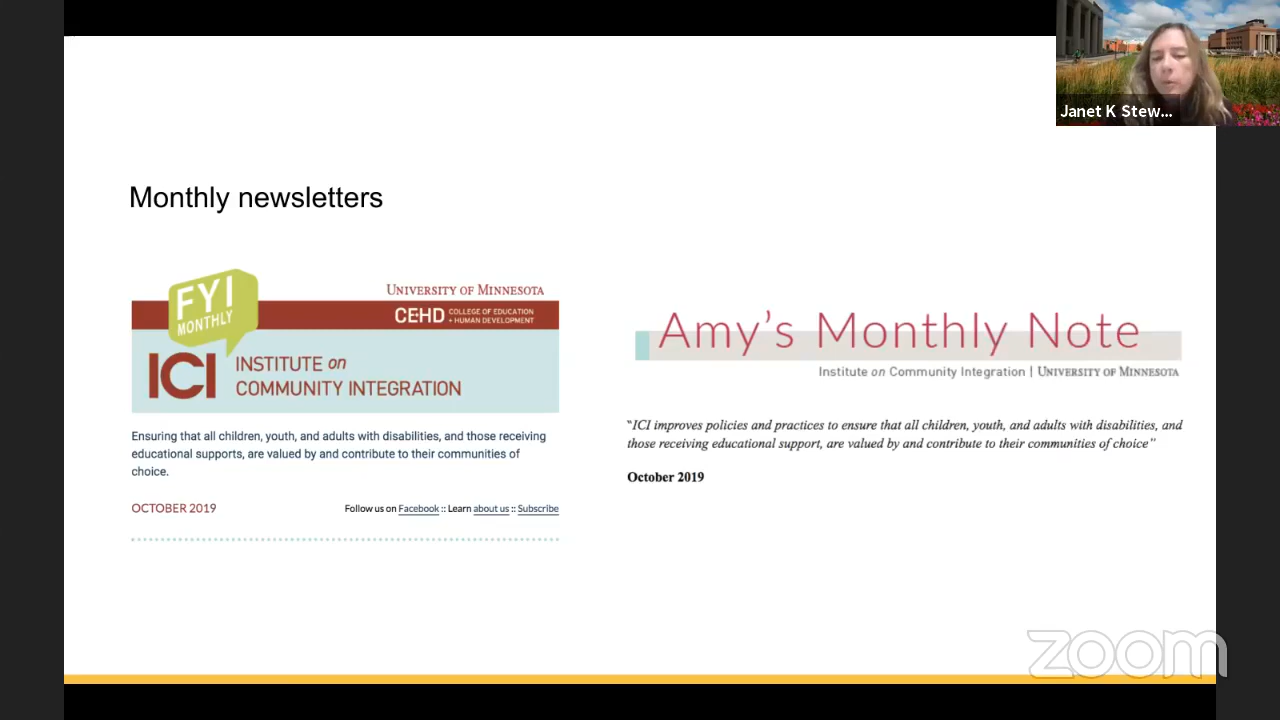 Janet K Stew...
Monthly newsletters
FYI
MONTHLY
UNIVERSITY OF MINNESOTA
CEHD COLLEGE OF EDUCATION
+ HUMAN DEVELOPMENT
ICI INSTITUTE on
COMMUNITY INTEGRATION
Ensuring that all children, youth, and adults with disabilities, and those receiving
educational supports, are valued by and contribute to their communities of
choice.
OCTOBER 2019
Follow us on Facebook :: Learn about us :: Subscribe
Amy's Monthly Note
Institute on Community Integration | UNIVERSITY OF MINNESOTA
"ICI improves policies and practices to ensure that all children, youth, and adults with disabilities, and
those receiving educational support, are valued by and contribute to their communities of choice"
October 2019
zoom